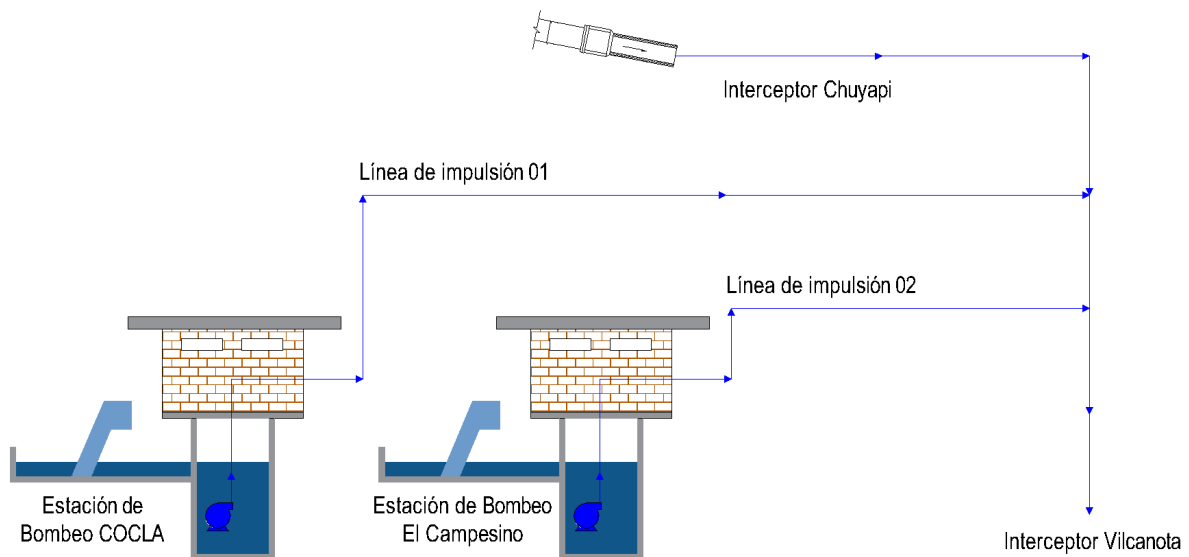 Interceptor Chuyapi
Línea de impulsión 01
Línea de impulsión 02
Estación de
Bombeo COCLA
Estación de Bombeo
El Campesino
Interceptor Vilcanota